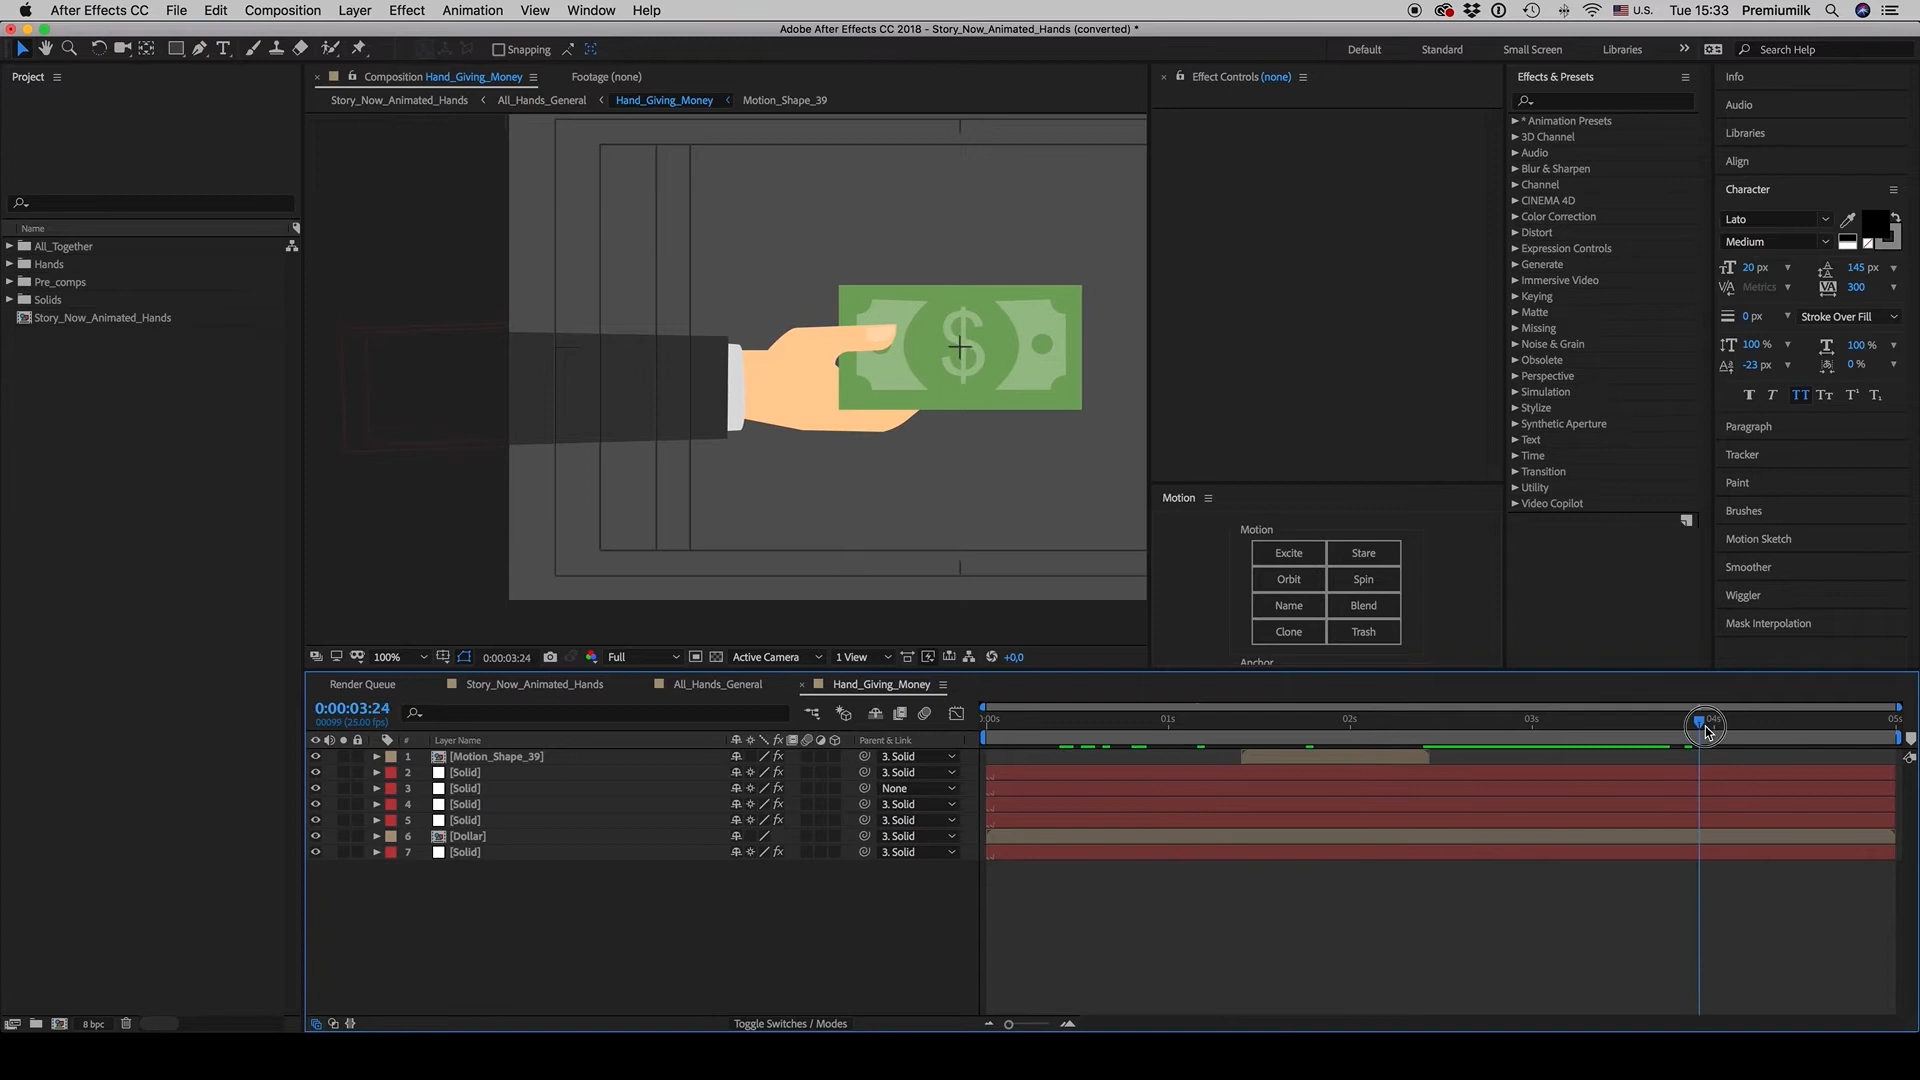 After Effects CC File Edit Composition Layer Effect Animation View Window Help U.S. Tue 15:33 Premiumilk
Adobe After Effects CC 2018 - Story_Now_Animated_Hands (converted) *
Snapping Default Standard Small Screen Libraries Search Help
Project
Composition Hand_Giving_Money Footage (none)
Story_Now_Animated_Hands All_Hands_General Hand_Giving_Money Motion_Shape_39
Name
All_Together
Hands
Pre_comps
Solids
Story_Now_Animated_Hands
$
Effect Controls (none)
Motion
Motion
Excite Stare
Orbit Spin
Name Blend
Clone Trash
Anchor
Effects & Presets
* Animation Presets
3D Channel
Audio
Blur & Sharpen
Channel
CINEMA 4D
Color Correction
Distort
Expression Controls
Generate
Immersive Video
Keying
Matte
Missing
Noise & Grain
Obsolete
Perspective
Simulation
Stylize
Synthetic Aperture
Text
Time
Transition
Utility
Video Copilot
Info
Audio
Libraries
Align
Character
Lato
Medium
20 px 145 px
Metrics 300
0 px Stroke Over Fill
100 % 100 %
-23 px 0 %
Paragraph
Tracker
Paint
Brushes
Motion Sketch
Smoother
Wiggler
Mask Interpolation
100% 0:00:03:24 Full Active Camera 1 View +0,0
Render Queue Story_Now_Animated_Hands All_Hands_General Hand_Giving_Money
0:00:03:24
00099 (25.00 fps)
0:00s 01s 02s 03s 04s 05s
# Layer Name Parent & Link
1 [Motion_Shape_39] 3. Solid
2 [Solid] 3. Solid
3 [Solid] None
4 [Solid] 3. Solid
5 [Solid] 3. Solid
6 [Dollar] 3. Solid
7 [Solid] 3. Solid
8 bpc
Toggle Switches / Modes